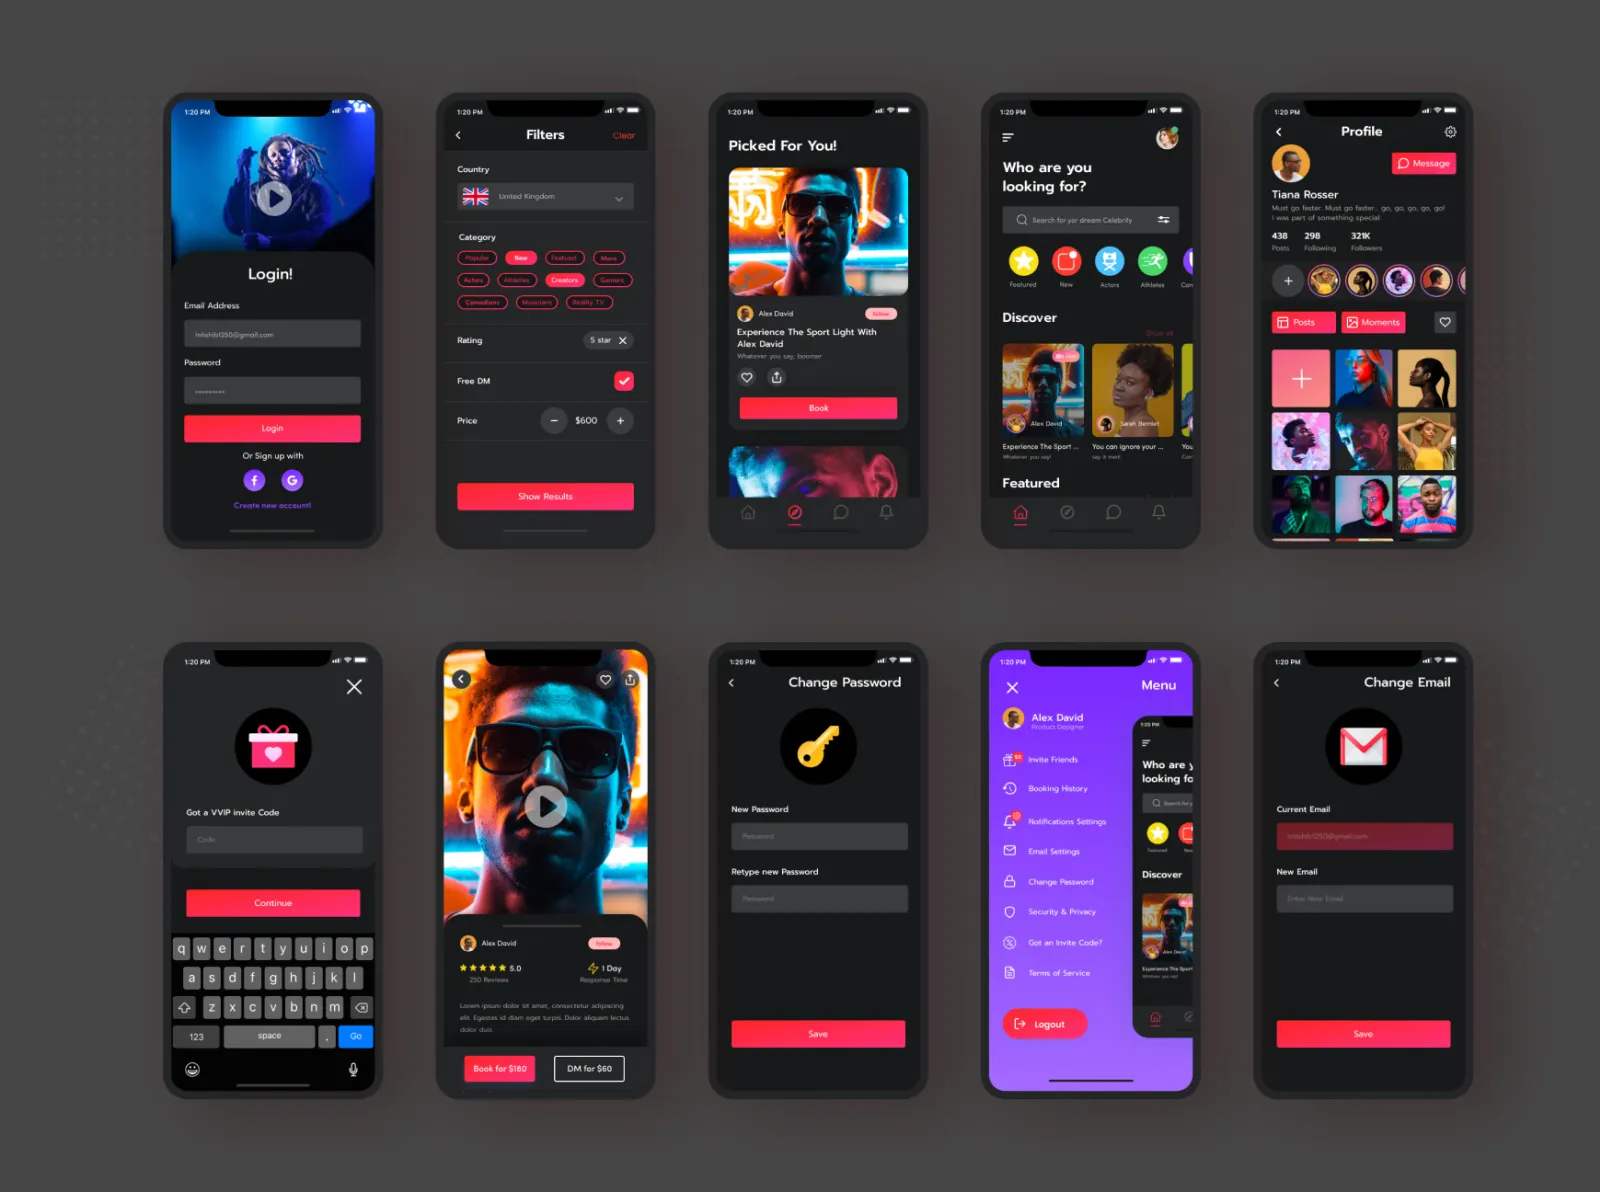 1:20 PM
Login!
Email Address
Intishib1250@gmail.com
Password
Login
Or Sign up with
Create new account!
1:20 PM
Filters
Clear
Country
United Kingdom
Category
Popular
New
Featued
More
Actors
Athletes
Creators
Gamers
Comedians
Musicians
Reality TV
Rating
5 star
Free DM
Price
$600
Show Results
1:20 PM
Picked For You!
Alex David
follow
Experience The Sport Light With
Alex David
Whatever you say; boomer
Book
1:20 PM
Who are you
looking for?
Search for yor dream Celebrity
Featured
New
Actors
Athletes
Discover
Show all
Alex David
Sarah Berniet
Experience The Sport ...
Whatever you say!
You can ignore your ...
say it man!
Featured
1:20 PM
Profile
Message
Tiana Rosser
Must go faster. Must go faster... go, go, go, go, go!
I was part of something special
438
298
321K
Posts
Following
Followers
Posts
Moments
1:20 PM
Got a VVIP invite Code
Code
Continue
q w e r t y u i o p
a s d f g h j k l
z x c v b n m
123
space
.
Go
Alex David
follow
5.0
250 Reviews
1 Day
Response Time
Lorem ipsum dolor sit amet, consectetur adipiscing
elit. Egestas id diam eget turpis. Dolor aliquam lectus
dolor duis.
Book for $180
DM for $60
1:20 PM
Change Password
New Password
Password
Retype new Password
Password
Save
1:20 PM
Menu
Alex David
Product Designer
Invite Friends
Booking History
Notifications Settings
Email Settings
Change Password
Security & Privacy
Got an Invite Code?
Terms of Service
Logout
1:20 PM
Who are y
looking fo
Search for y
Featured
Discover
Alex David
Experience The Sport
Whatever you say!
1:20 PM
Change Email
Current Email
Intishib1250@gmail.com
New Email
Enter New Email
Save